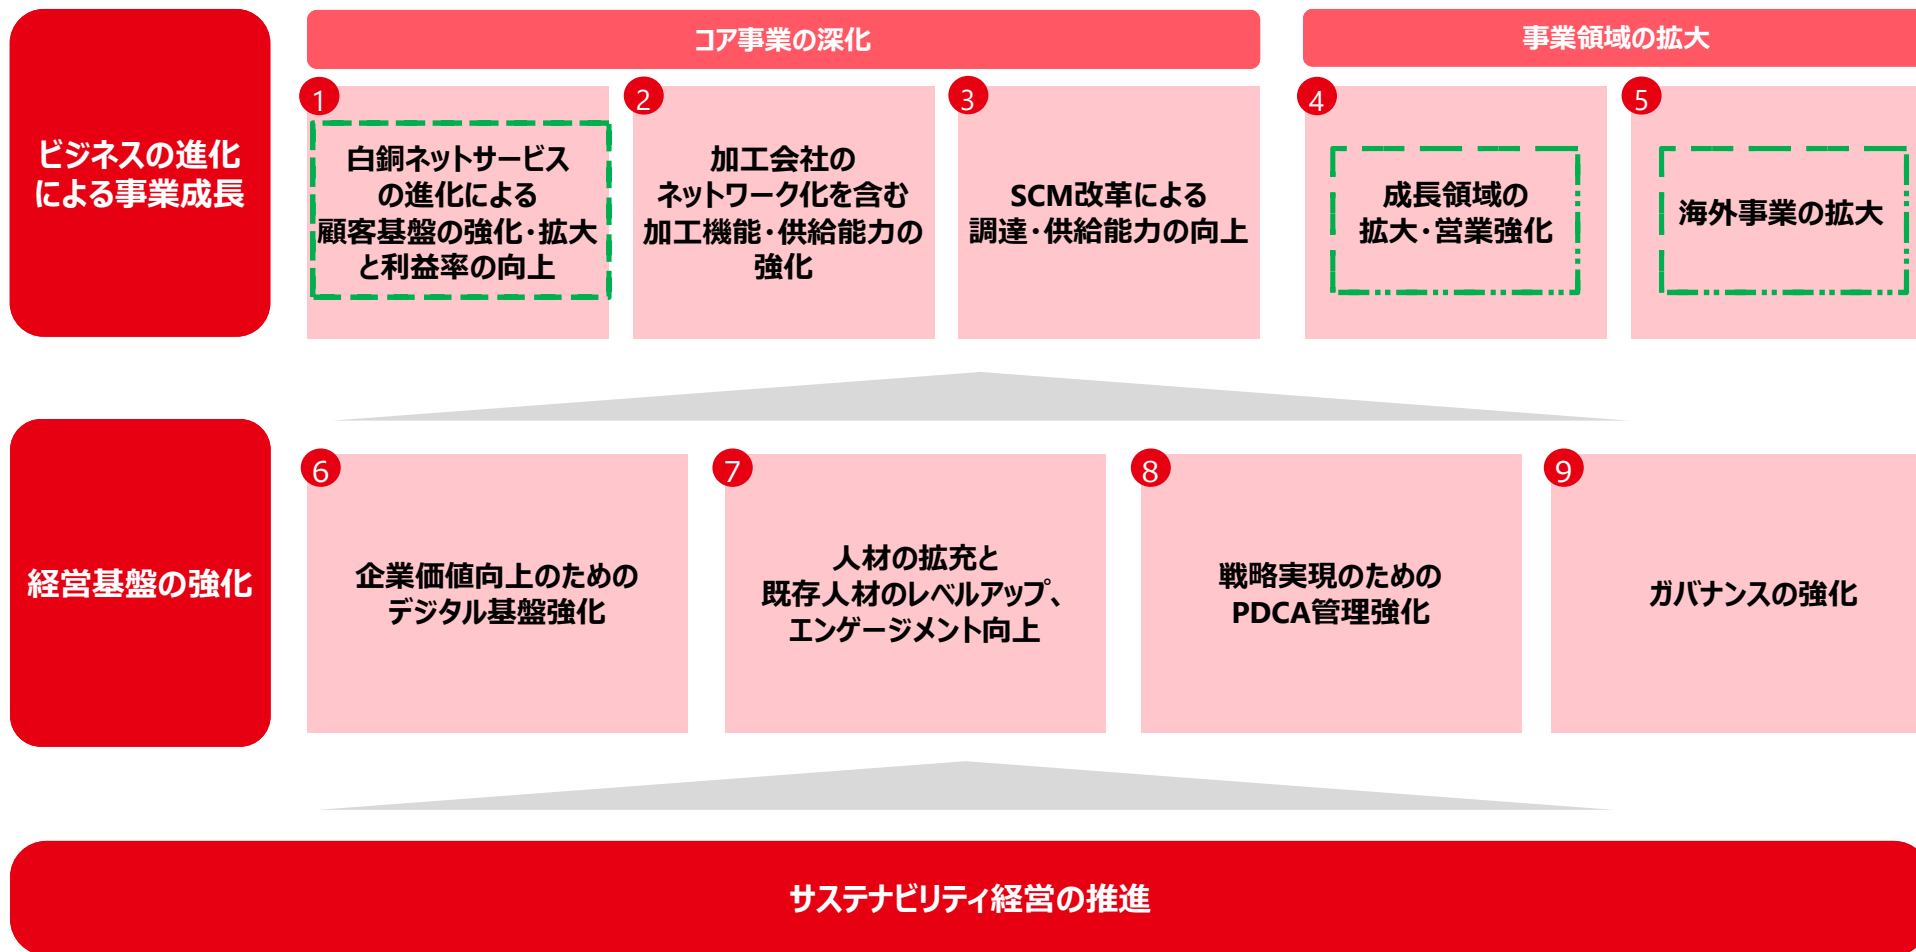 ビジネスの進化
による事業成長
コア事業の深化
事業領域の拡大
1
白銅ネットサービス
の進化による
顧客基盤の強化・拡大
と利益率の向上
2
加工会社の
ネットワーク化を含む
加工機能・供給能力の
強化
3
SCM改革による
調達・供給能力の向上
4
成長領域の
拡大・営業強化
5
海外事業の拡大
経営基盤の強化
6
企業価値向上のための
デジタル基盤強化
7
人材の拡充と
既存人材のレベルアップ、
エンゲージメント向上
8
戦略実現のための
PDCA管理強化
9
ガバナンスの強化
サステナビリティ経営の推進